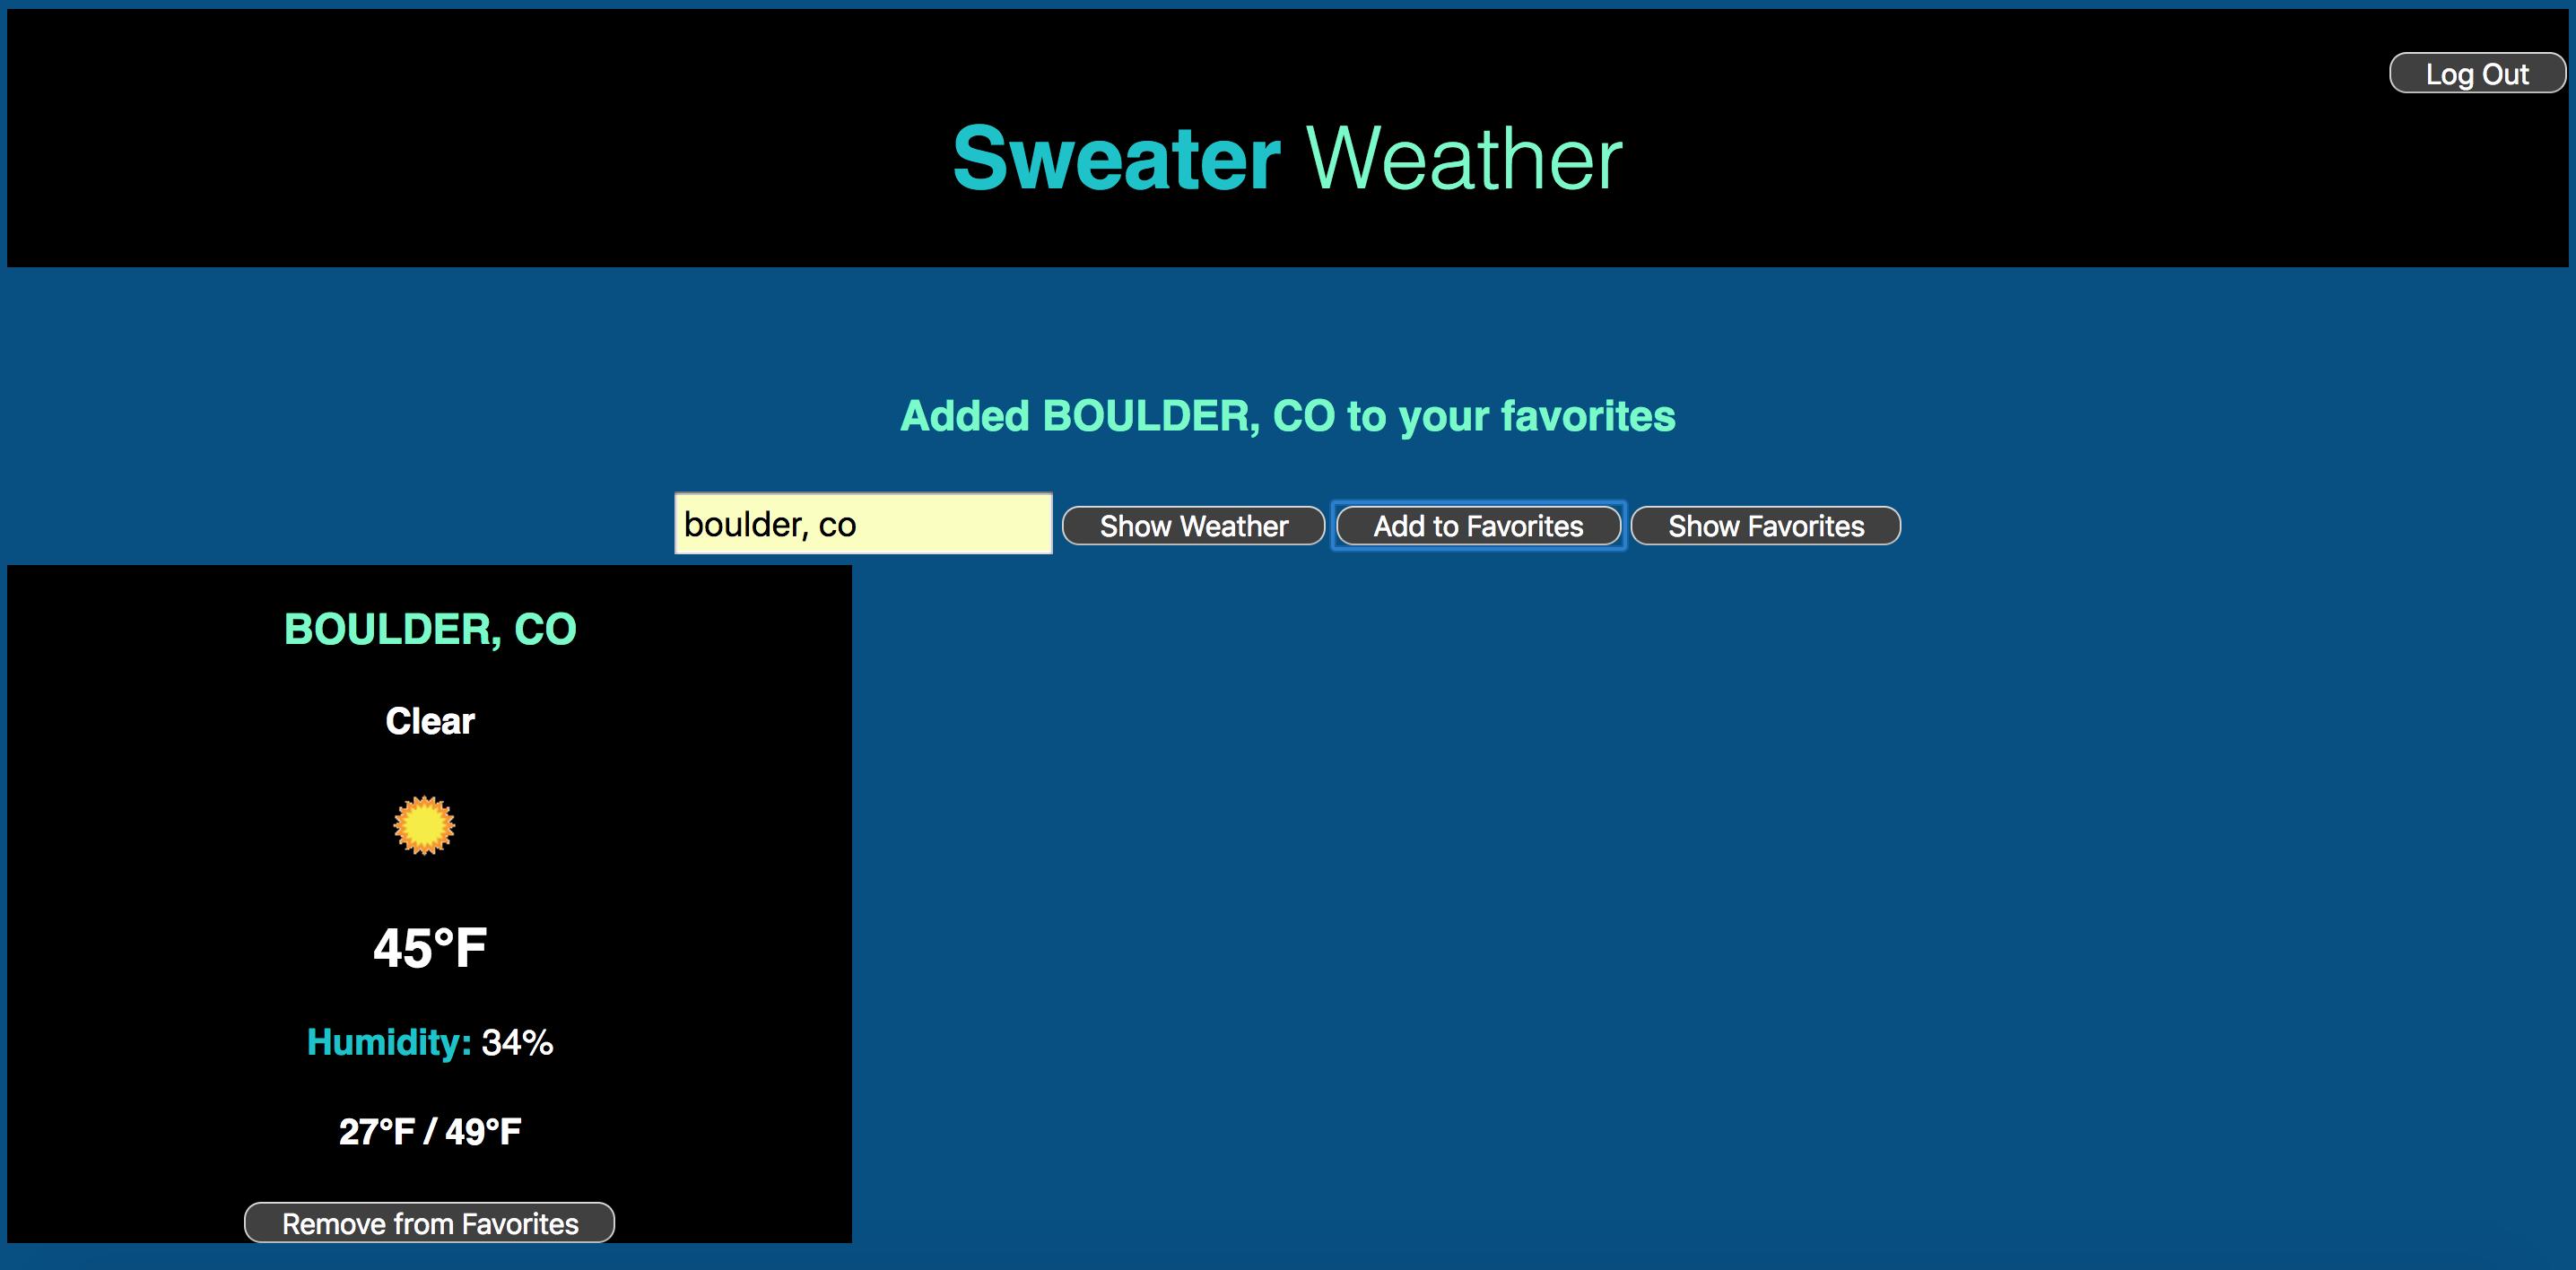 Log Out
Sweater Weather
Added BOULDER, CO to your favorites
boulder, co Show Weather Add to Favorites Show Favorites
BOULDER, CO
Clear
45°F
Humidity: 34%
27°F / 49°F
Remove from Favorites